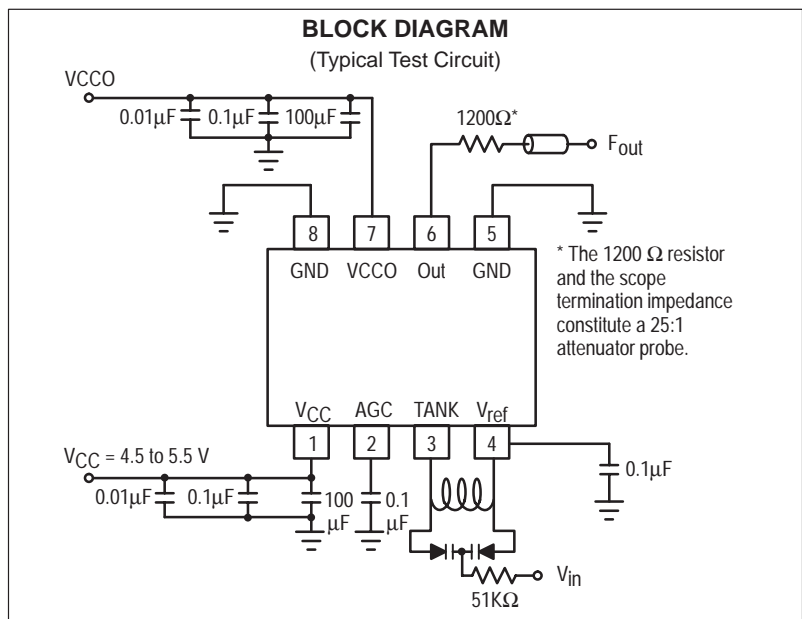 BLOCK DIAGRAM
(Typical Test Circuit)
VCCO
0.01µF
0.1µF
100µF
1200Ω*
Fout
8
7
6
5
GND
VCCO
Out
GND
* The 1200 Ω resistor
and the scope
termination impedance
constitute a 25:1
attenuator probe.
VCC
AGC
TANK
Vref
1
2
3
4
VCC = 4.5 to 5.5 V
0.01µF
0.1µF
100
µF
0.1
µF
0.1µF
Vin
51KΩ